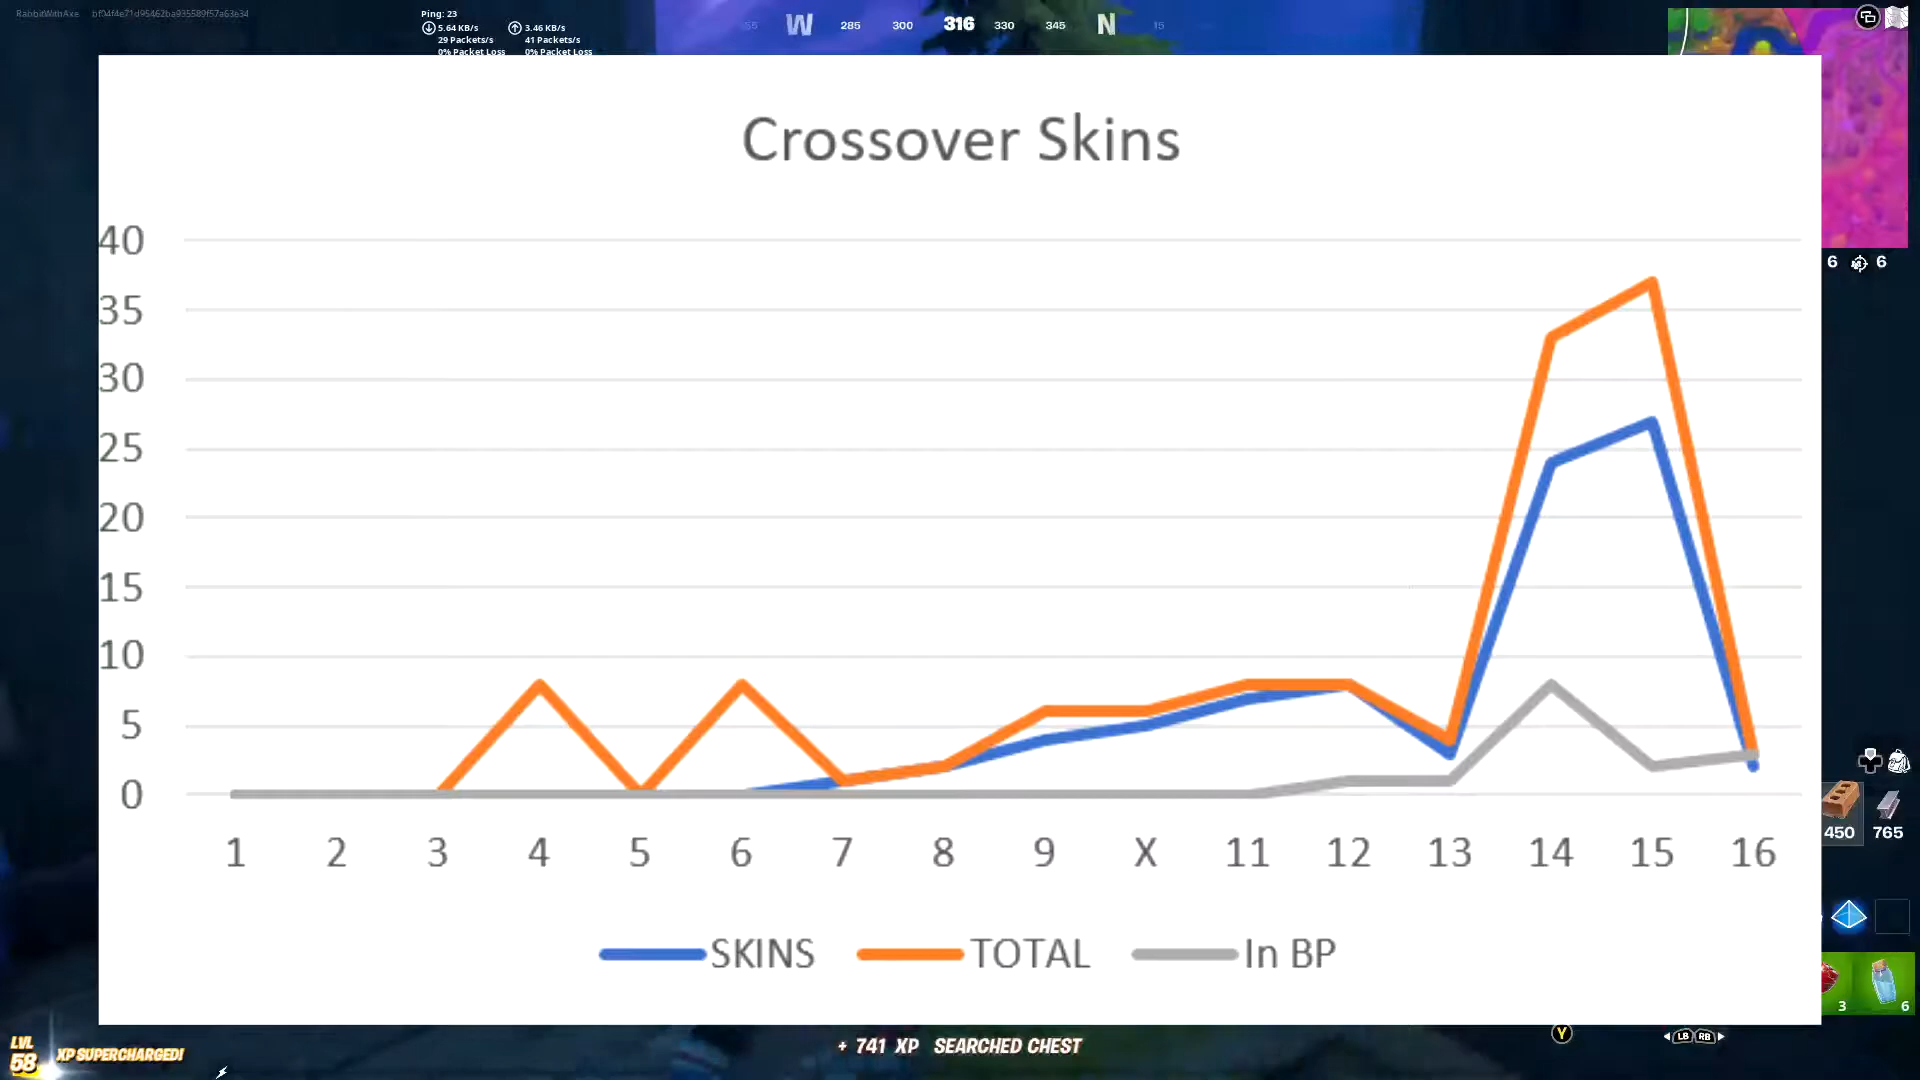 RabbitWithAxe
Ping: 23
5.64 KB/s 3.46 KB/s
29 Packets/s 41 Packets/s
0% Packet Loss 0% Packet Loss
W 285 300 316 330 345 N 15
Crossover Skins
40
35
30
25
20
15
10
5
0
1 2 3 4 5 6 7 8 9 X 11 12 13 14 15 16
SKINS TOTAL In BP
6 6
450 765
3 6
LVL
58
XP SUPERCHARGED!
+ 741 XP SEARCHED CHEST
Y
LB RB